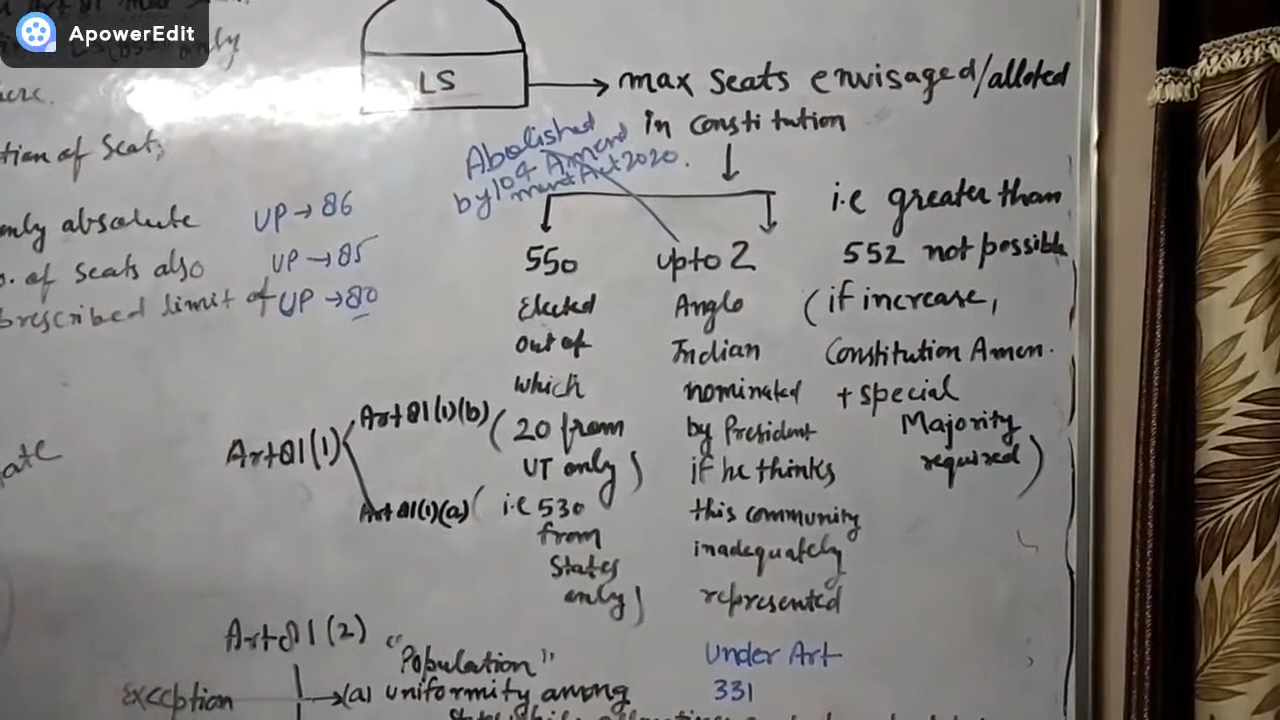 ApowerEdit
only
LS
max seats envisaged/alloted
in constitution
Abolished
by 104 Amend
ment Act 2020.
tion of Seat,
only absolute
UP → 86
of seats also
UP → 85
prescribed limit of
UP → 80
550
Elected
out of
which
(20 from
UT only)
i.e 530
from
States
only)
upto 2
Anglo
Indian
nominated
by President
if he thinks
this community
inadequately
represented
under Art
331
i.e greater than
552 not possible
(if increase,
Constitution Amen.
+ special
Majority
required)
Art 81(1)
Art 81(1)(b)
Art 81(1)(a)(
Art 81(2)
"Population"
Exception
→(a) uniformity among